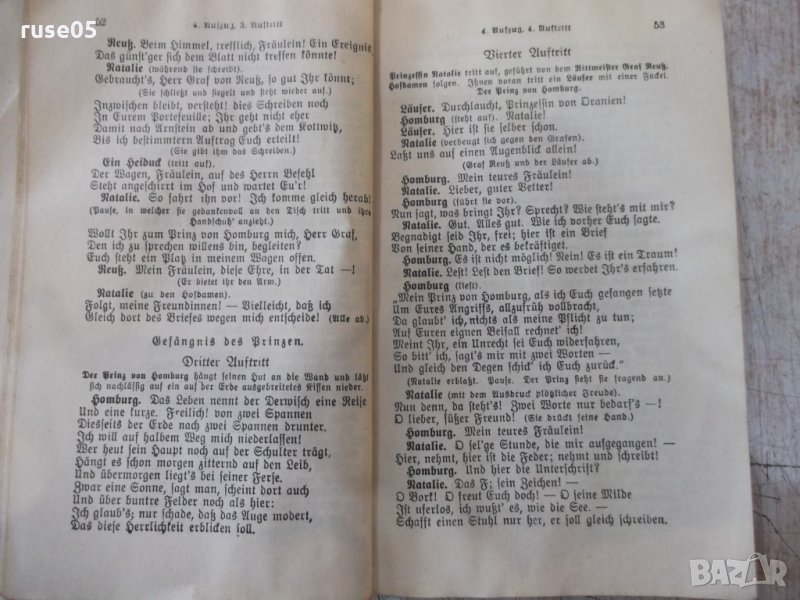 ruse05
52
4. Aufzug, 3. Auftritt
Reuß. Beim Himmel, trefflich, Fräulein! Ein Ereignis,
Das günst'ger sich dem Blatt nicht treffen könnte!
Natalie (während sie schreibt).
Gebraucht's, Herr Graf von Reuß, so gut Ihr könnt;
(Sie schließt und siegelt und steht wieder auf.)
Inzwischen bleibt, versteht! dies Schreiben noch
In Eurem Portefeuille; Ihr geht nicht eher
Damit nach Arnstein ab und gebt's dem Kottwitz,
Bis ich bestimmtern Auftrag Euch erteilt!
(Sie gibt ihm das Schreiben.)
Ein Heiduck (tritt auf).
Der Wagen, Fräulein, auf des Herrn Befehl
Steht angeschirrt im Hof und wartet Eu'r!
Natalie. So fahrt ihn vor! Ich komme gleich herab!
(Pause, in welcher sie gedankenvoll an den Tisch tritt und ihre
Handschuh' anzieht.)
Wollt Ihr zum Prinz von Homburg mich, Herr Graf,
Den ich zu sprechen willens bin, begleiten?
Euch steht ein Platz in meinem Wagen offen.
Reuß. Mein Fräulein, diese Ehre, in der Tat —!
(Er bietet ihr den Arm.)
Natalie (zu den Hofdamen).
Folgt, meine Freundinnen! — Vielleicht, daß ich
Gleich dort des Briefes wegen mich entscheide! (Alle ab.)
Gefängnis des Prinzen.
Dritter Auftritt
Der Prinz von Homburg hängt seinen Hut an die Wand und läßt
sich nachlässig auf ein auf der Erde ausgebreitetes Kissen nieder.
Homburg. Das Leben nennt der Derwisch eine Reise
Und eine kurze. Freilich! von zwei Spannen
Diesseits der Erde nach zwei Spannen drunter.
Ich will auf halbem Weg mich niederlassen!
Wer heut sein Haupt noch auf der Schulter trägt,
Hängt es schon morgen zitternd auf den Leib,
Und übermorgen liegt's bei seiner Ferse.
Zwar eine Sonne, sagt man, scheint dort auch
Und über buntre Felder noch als hier:
Ich glaub's; nur schade, daß das Auge modert,
Das diese Herrlichkeit erblicken soll.
4. Aufzug, 4. Auftritt
53
Vierter Auftritt
Prinzessin Natalie tritt auf, geführt von dem Rittmeister Graf Reuß.
Hofdamen folgen. Ihnen voran tritt ein Läufer mit einer Fackel
Der Prinz von Homburg.
Läufer. Durchlaucht, Prinzessin von Oranien!
Homburg (steht auf). Natalie!
Läufer. Hier ist sie selber schon.
Natalie (verbeugt sich gegen den Grafen).
Laßt uns auf einen Augenblick allein!
(Graf Reuß und der Läufer ab.)
Homburg. Mein teures Fräulein!
Natalie. Lieber, guter Vetter!
Homburg (führt sie vor).
Nun sagt, was bringt Ihr? Sprecht? Wie steht's mit mir?
Natalie. Gut. Alles gut. Wie ich vorher Euch sagte.
Begnadigt seid Ihr, frei; hier ist ein Brief
Von seiner Hand, der es bekräftiget.
Homburg. Es ist nicht möglich! Nein! Es ist ein Traum!
Natalie. Lest! Lest den Brief! So werdet Ihr's erfahren.
Homburg (liest).
„Mein Prinz von Homburg, als ich Euch gefangen setzte
Um Eures Angriffs, allzufrüh vollbracht,
Da glaubt' ich, nichts als meine Pflicht zu tun;
Auf Euren eignen Beifall rechnet' ich!
Meint Ihr, ein Unrecht sei Euch widerfahren,
So bitt' ich, sagt's mir mit zwei Worten —
Und gleich den Degen schick' ich Euch zurück.“
(Natalie erblaßt. Pause. Der Prinz sieht sie fragend an.)
Natalie (mit dem Ausdruck plötzlicher Freude).
Nun denn, da steht's! Zwei Worte nur bedarf's —!
O lieber, süßer Freund! (Sie drückt seine Hand.)
Homburg. Mein teures Fräulein!
Natalie. O sel'ge Stunde, die mir aufgegangen! —
Hier, nehmt, hier ist die Feder; nehmt und schreibt!
Homburg. Und hier die Unterschrift?
Natalie. Das F; sein Zeichen! —
O Bork! O freut Euch doch! — O seine Milde
Ist uferlos, ich wußt' es, wie die See. —
Schafft einen Stuhl nur her, er soll gleich schreiben.
BAZAR